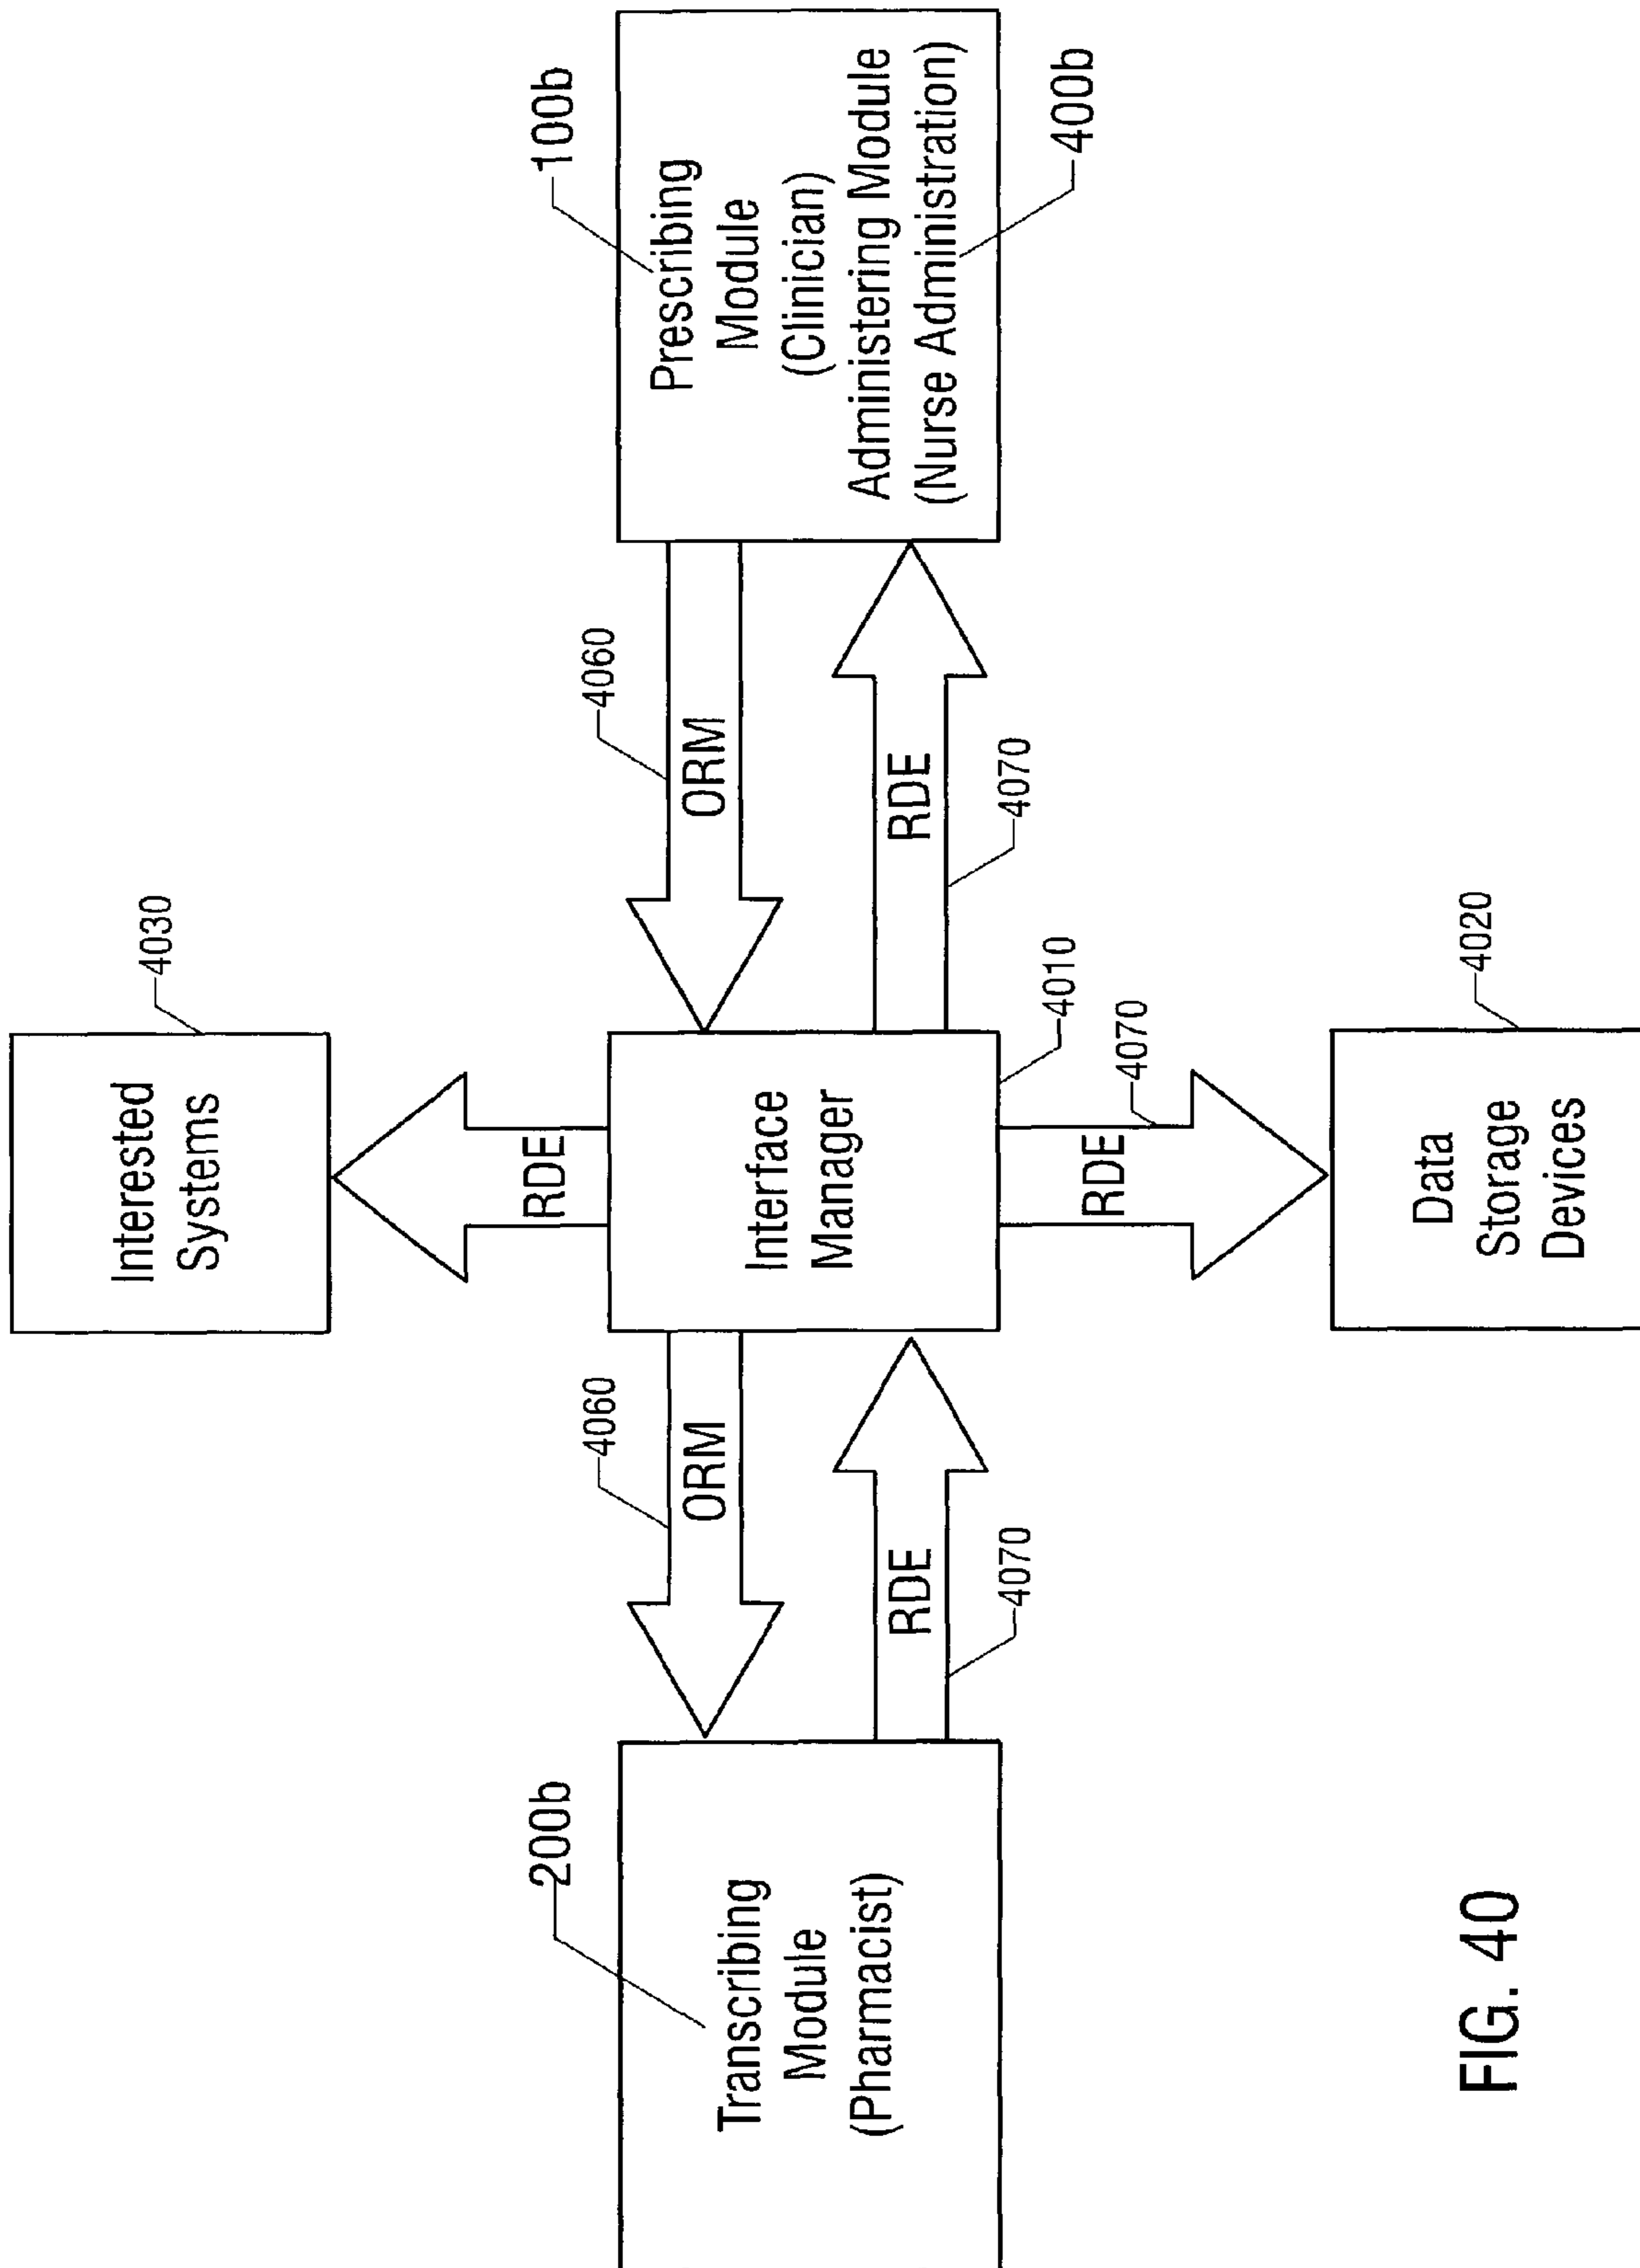 4030
Interested
Systems
RDE
200b
Transcribing
Module
(Pharmacist)
4060
ORM
RDE
4070
Interface
Manager
4010
4060
ORM
RDE
4070
100b
Prescribing
Module
(Clinician)
Administering Module
(Nurse Administration)
400b
RDE
4070
4020
Data
Storage
Devices
FIG. 40